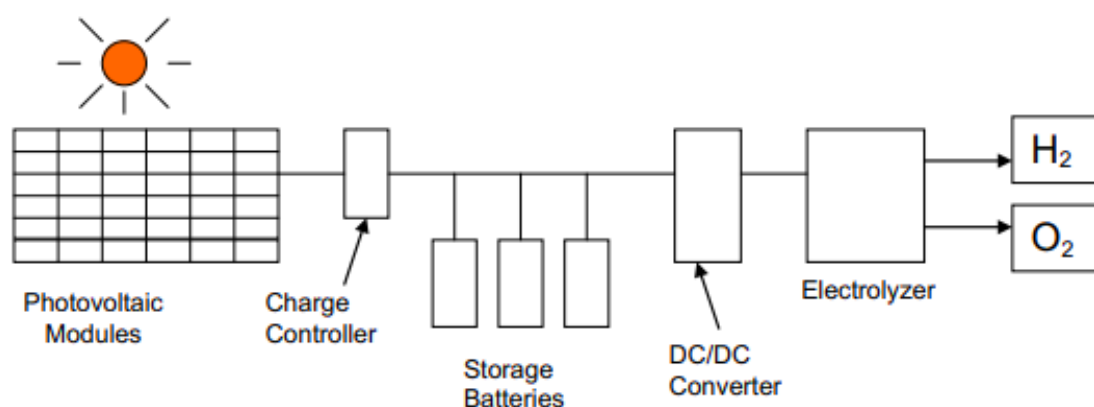 Photovoltaic
Modules
Charge
Controller
Storage
Batteries
DC/DC
Converter
Electrolyzer
H₂
O₂